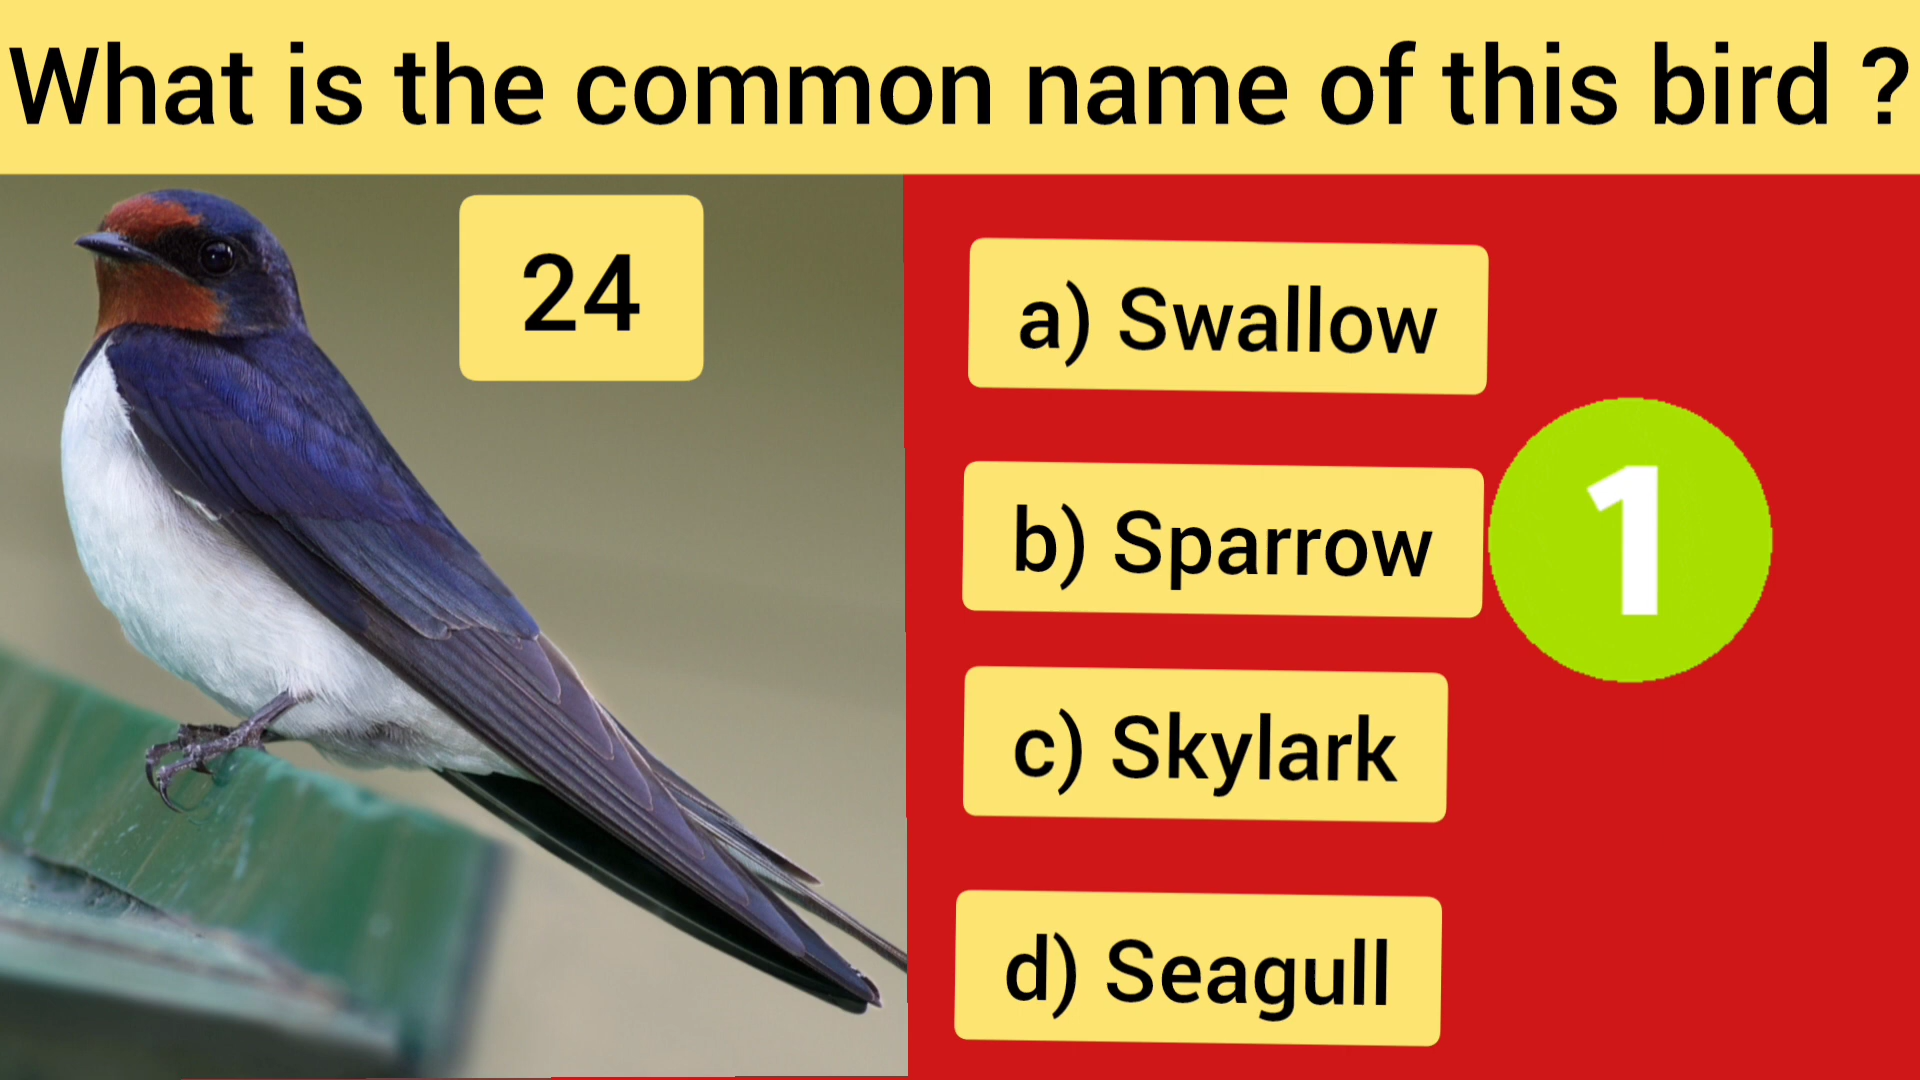 What is the common name of this bird ?
24
a) Swallow
b) Sparrow
1
c) Skylark
d) Seagull